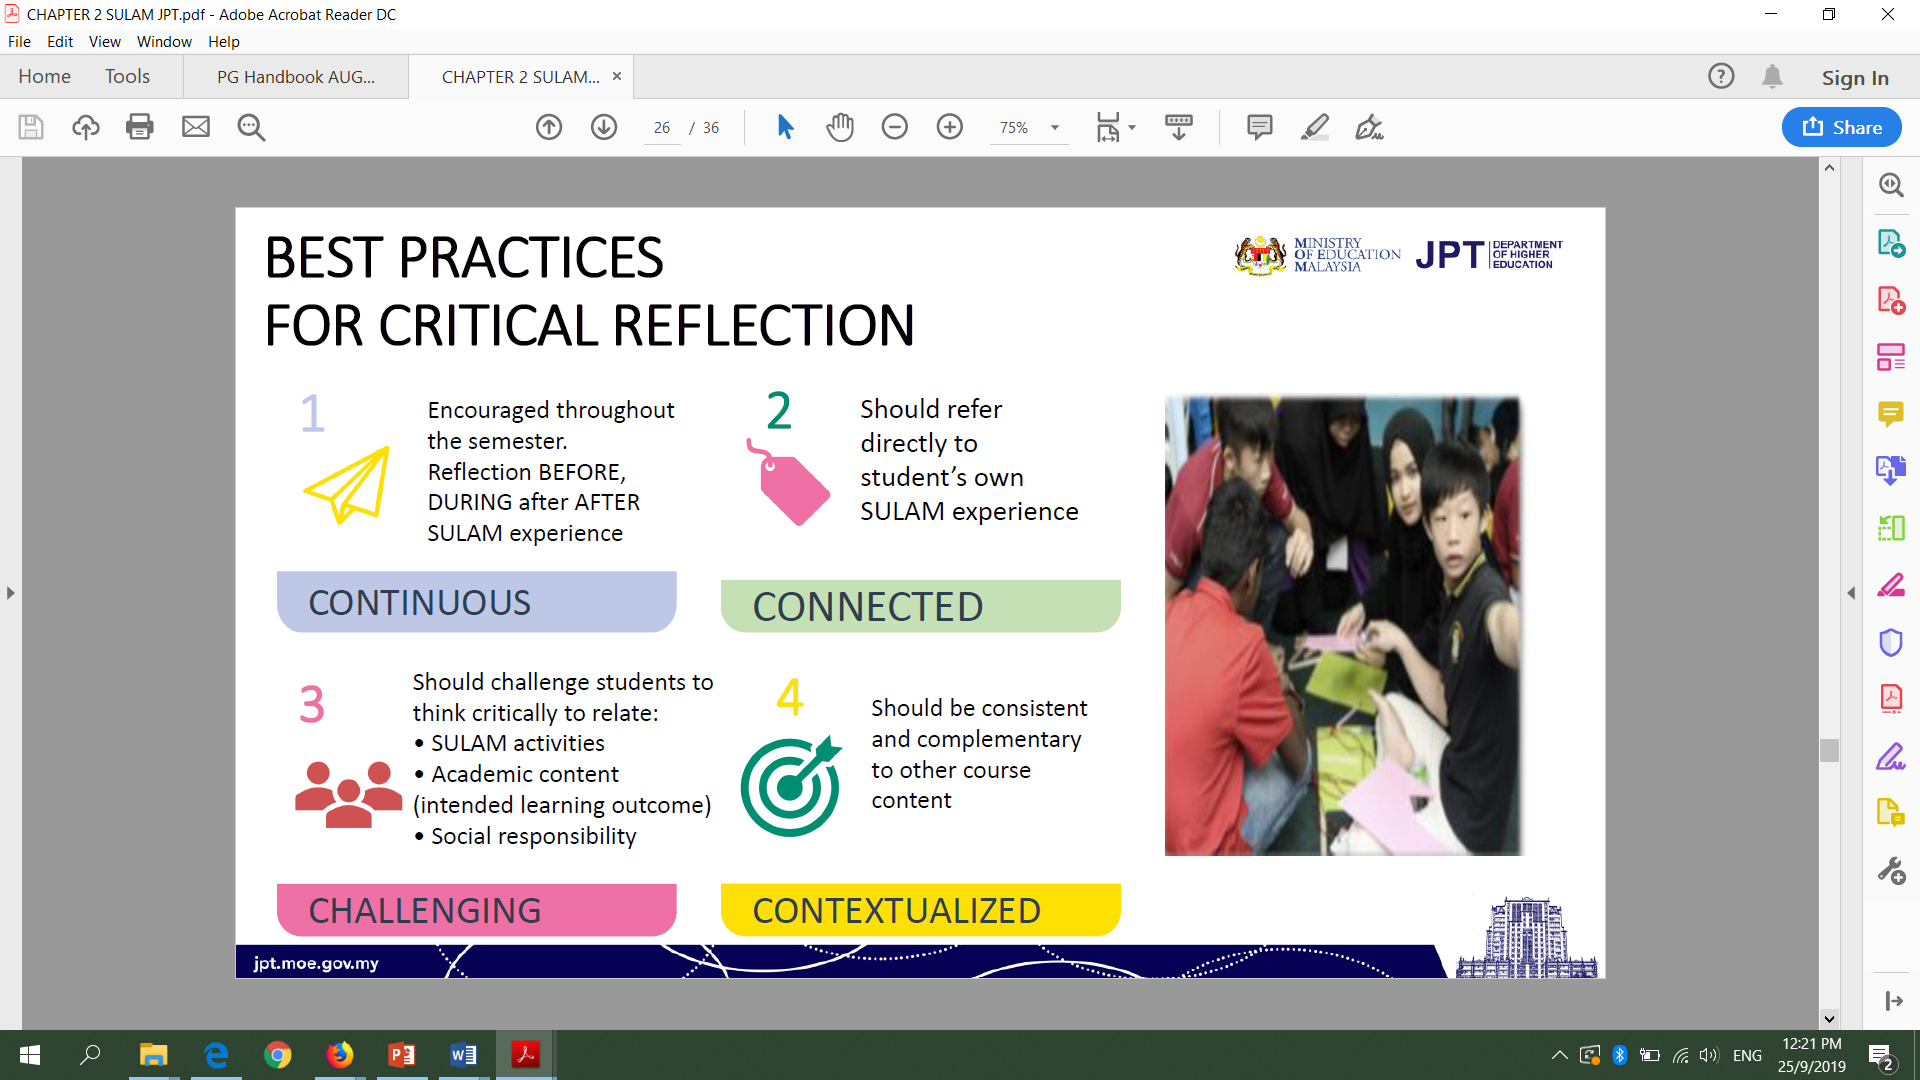 CHAPTER 2 SULAM JPT.pdf - Adobe Acrobat Reader DC
File Edit View Window Help
Home Tools PG Handbook AUG... CHAPTER 2 SULAM... × Sign In
26 / 36 75% Share
BEST PRACTICES
FOR CRITICAL REFLECTION
MINISTRY
OF EDUCATION
MALAYSIA
JPT
DEPARTMENT
OF HIGHER
EDUCATION
1
Encouraged throughout
the semester.
Reflection BEFORE,
DURING after AFTER
SULAM experience
CONTINUOUS
2
Should refer
directly to
student’s own
SULAM experience
CONNECTED
3
Should challenge students to
think critically to relate:
• SULAM activities
• Academic content
(intended learning outcome)
• Social responsibility
CHALLENGING
4
Should be consistent
and complementary
to other course
content
CONTEXTUALIZED
jpt.moe.gov.my
ENG
12:21 PM
25/9/2019
2